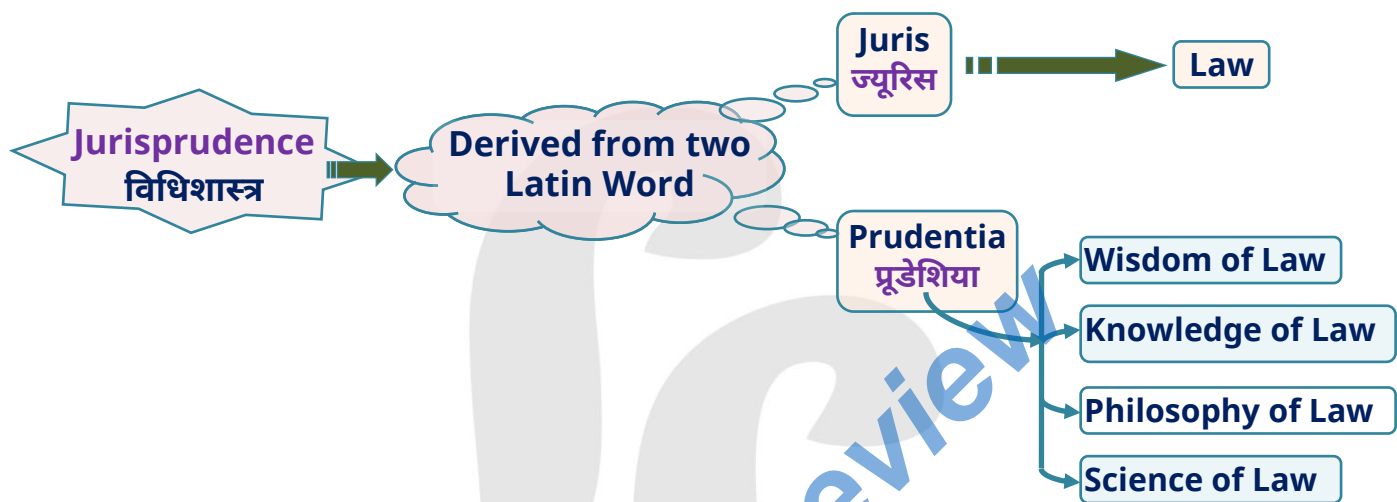 Jurisprudence
विधिशास्त्र
Derived from two
Latin Word
Juris
ज्यूरिस
Law
Prudentia
प्रूडेशिया
Wisdom of Law
Knowledge of Law
Philosophy of Law
Science of Law
eview